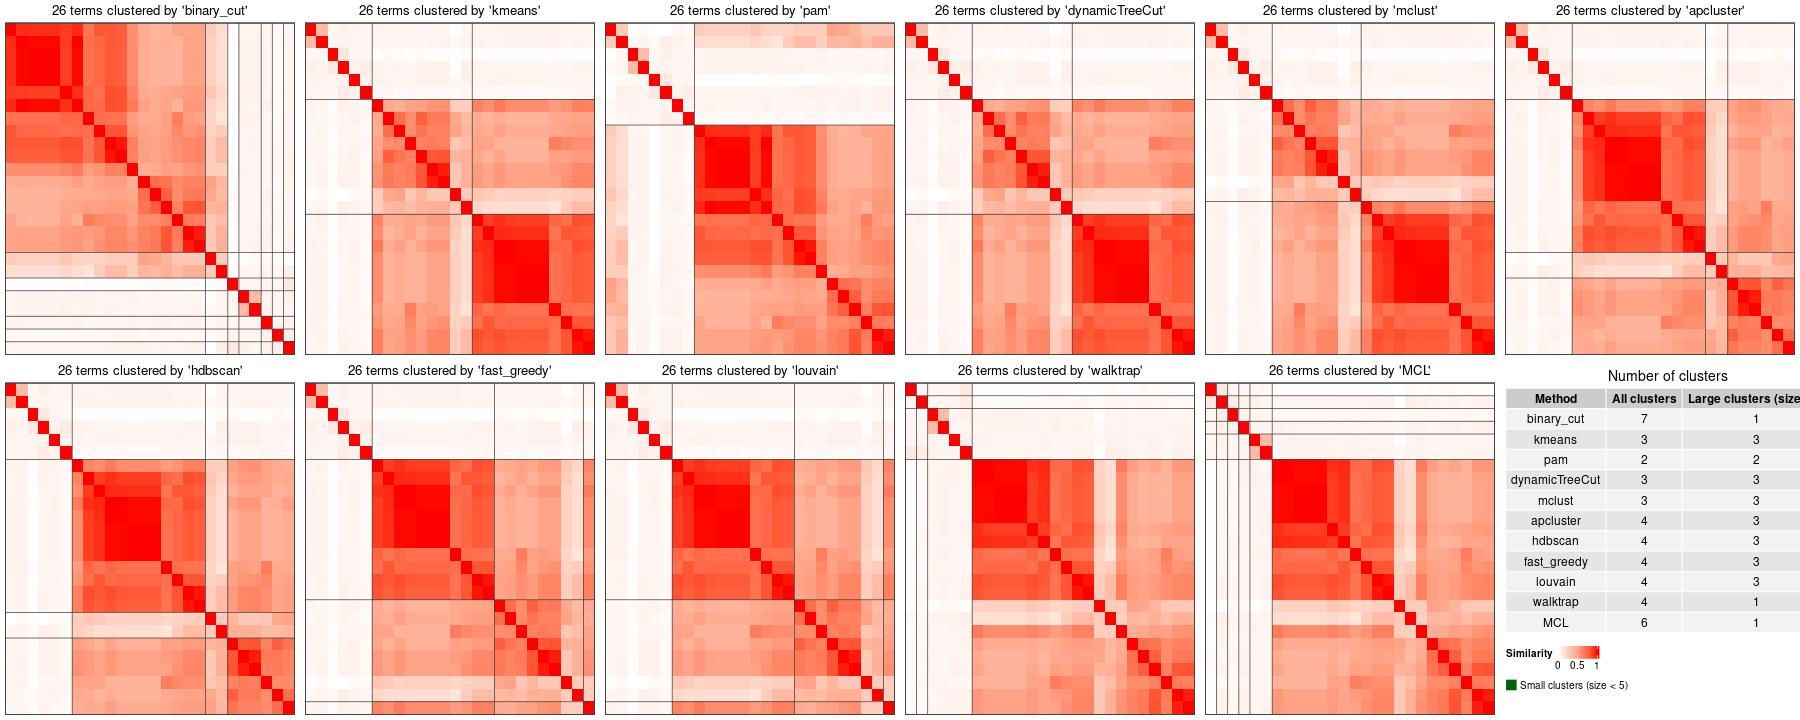 26 terms clustered by 'binary_cut'
26 terms clustered by 'kmeans'
26 terms clustered by 'pam'
26 terms clustered by 'dynamicTreeCut'
26 terms clustered by 'mclust'
26 terms clustered by 'apcluster'
26 terms clustered by 'hdbscan'
26 terms clustered by 'fast_greedy'
26 terms clustered by 'louvain'
26 terms clustered by 'walktrap'
26 terms clustered by 'MCL'
Number of clusters
Method All clusters Large clusters (size
binary_cut 7 1
kmeans 3 3
pam 2 2
dynamicTreeCut 3 3
mclust 3 3
apcluster 4 3
hdbscan 4 3
fast_greedy 4 3
louvain 4 3
walktrap 4 1
MCL 6 1
Similarity
0 0.5 1
Small clusters (size < 5)